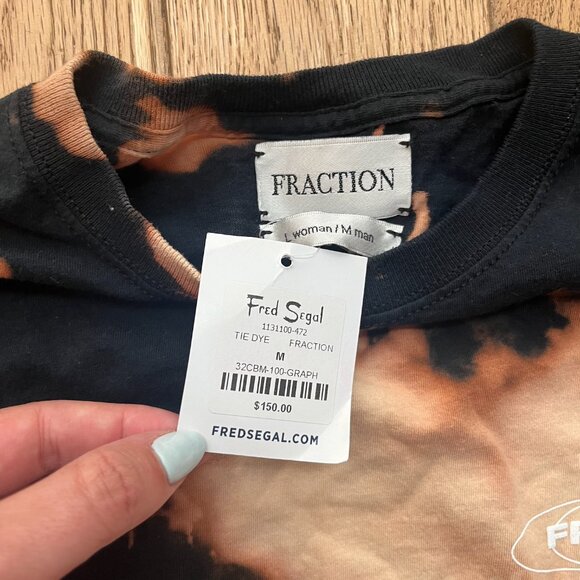 FRACTION
L woman / M man
Fred Segal
1131100-472
TIE DYE FRACTION
M
32CBM-100-GRAPH
$150.00
FREDSEGAL.COM